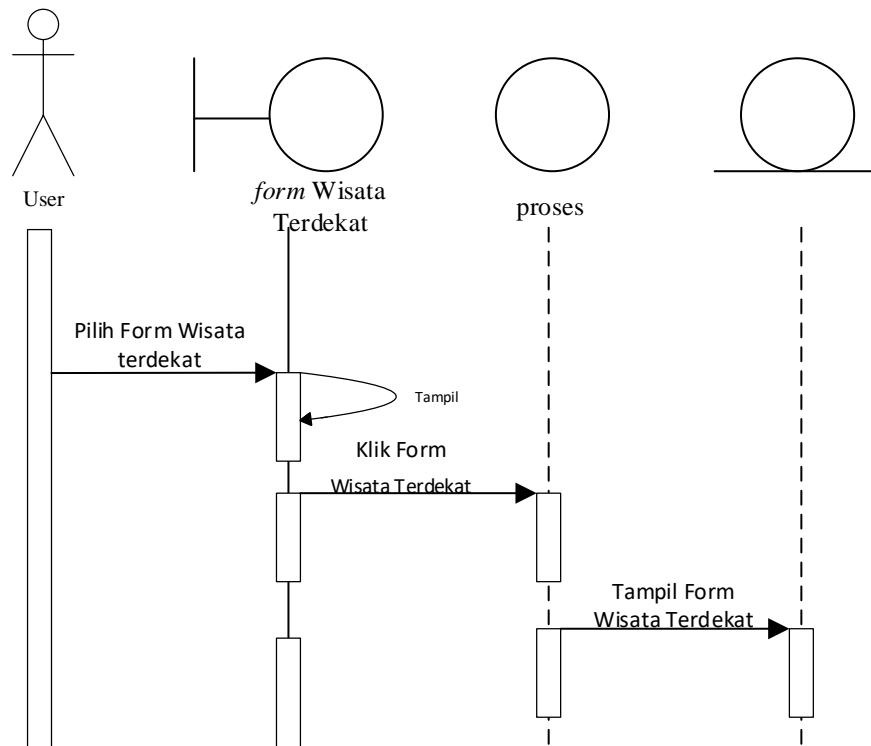 User
form Wisata
Terdekat
proses
Pilih Form Wisata
terdekat
Tampil
Klik Form
Wisata Terdekat
Tampil Form
Wisata Terdekat